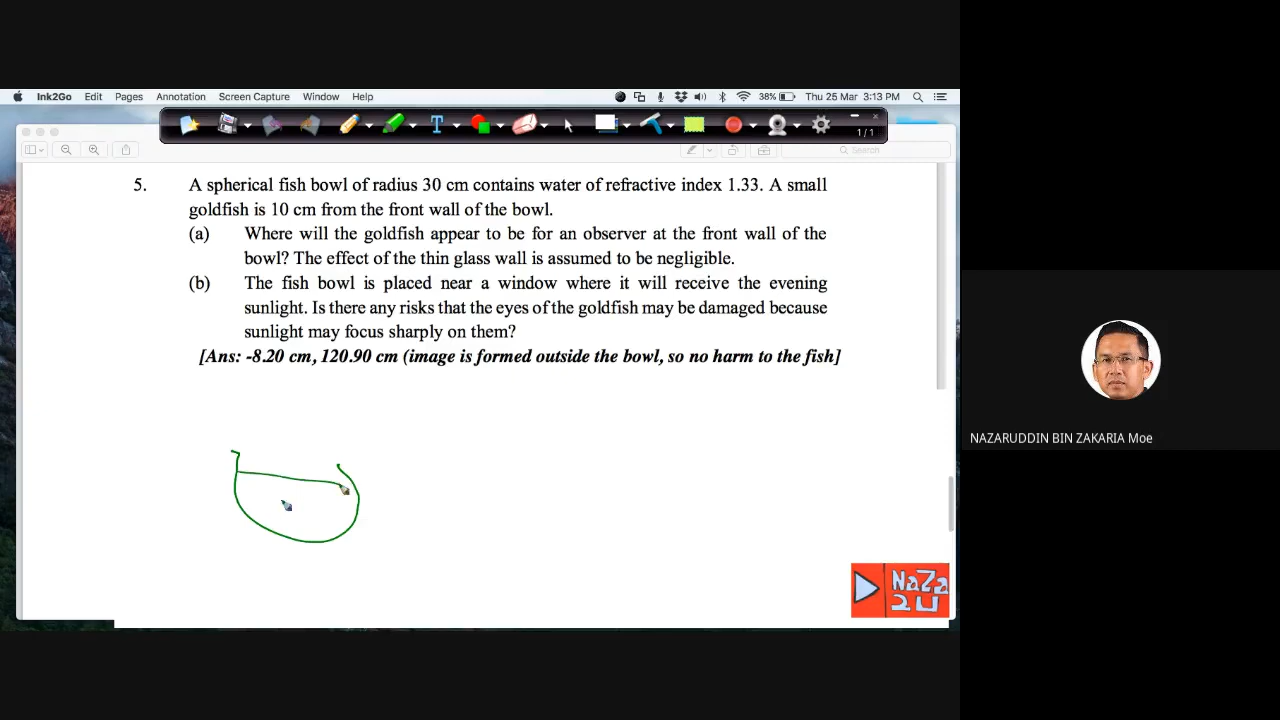 Ink2Go Edit Pages Annotation Screen Capture Window Help 38% Thu 25 Mar 3:13 PM
T 1 / 1
Search
5. A spherical fish bowl of radius 30 cm contains water of refractive index 1.33. A small
goldfish is 10 cm from the front wall of the bowl.
(a) Where will the goldfish appear to be for an observer at the front wall of the
bowl? The effect of the thin glass wall is assumed to be negligible.
(b) The fish bowl is placed near a window where it will receive the evening
sunlight. Is there any risks that the eyes of the goldfish may be damaged because
sunlight may focus sharply on them?
[Ans: -8.20 cm, 120.90 cm (image is formed outside the bowl, so no harm to the fish]
NAZARUDDIN BIN ZAKARIA Moe
NaZa
2U